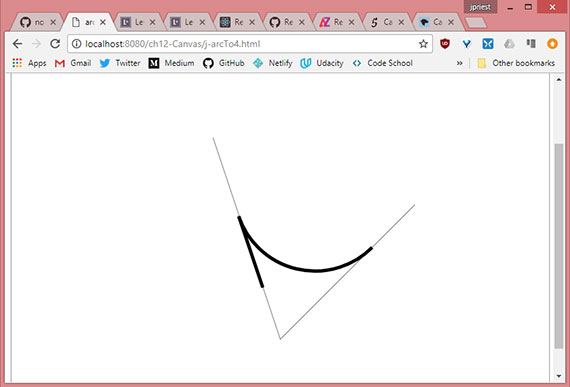 jpriest
no
arc
Le
Le
Re
Re
Re
Ca
Ca
localhost:8080/ch12-Canvas/j-arcTo4.html
Apps Gmail Twitter Medium GitHub Netlify Udacity Code School » Other bookmarks